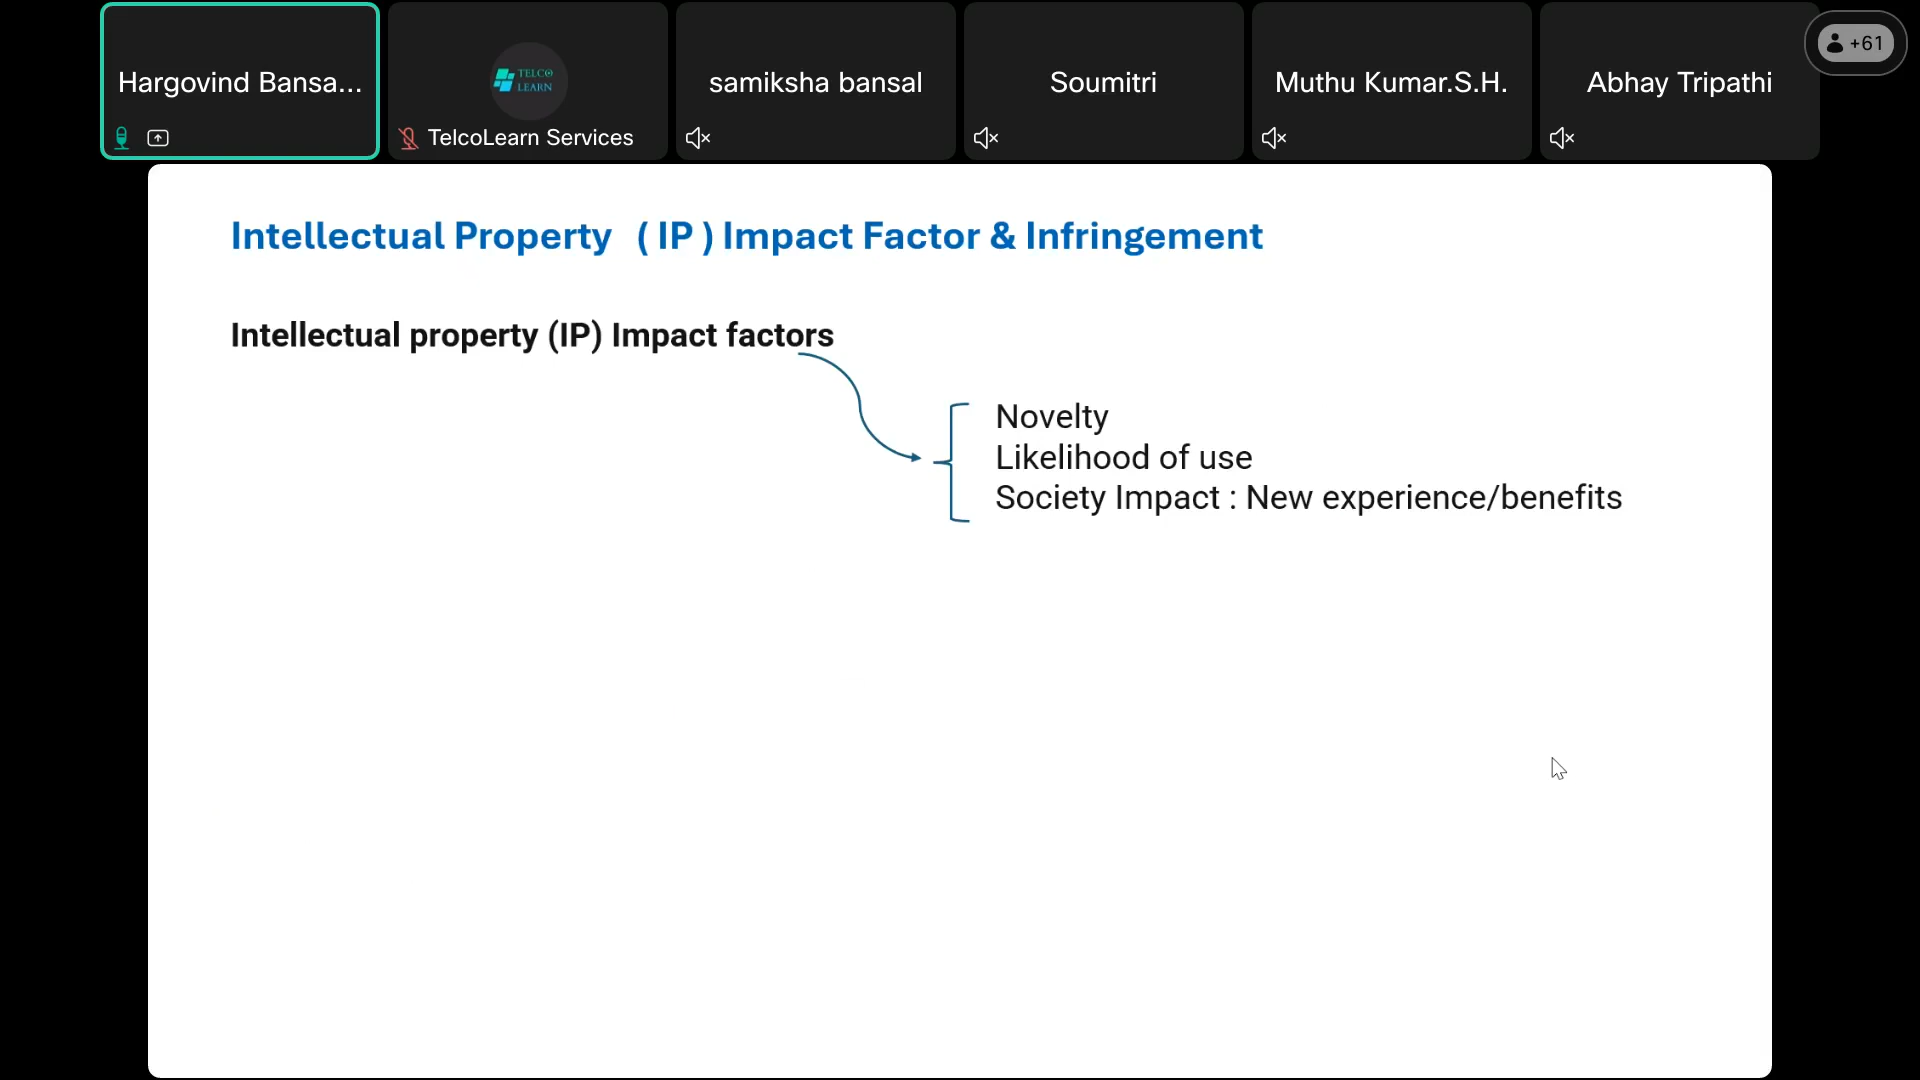 Hargovind Bansa...
TELCO
LEARN
TelcoLearn Services
samiksha bansal
Soumitri
Muthu Kumar.S.H.
Abhay Tripathi
+61
Intellectual Property ( IP ) Impact Factor & Infringement
Intellectual property (IP) Impact factors
Novelty
Likelihood of use
Society Impact : New experience/benefits